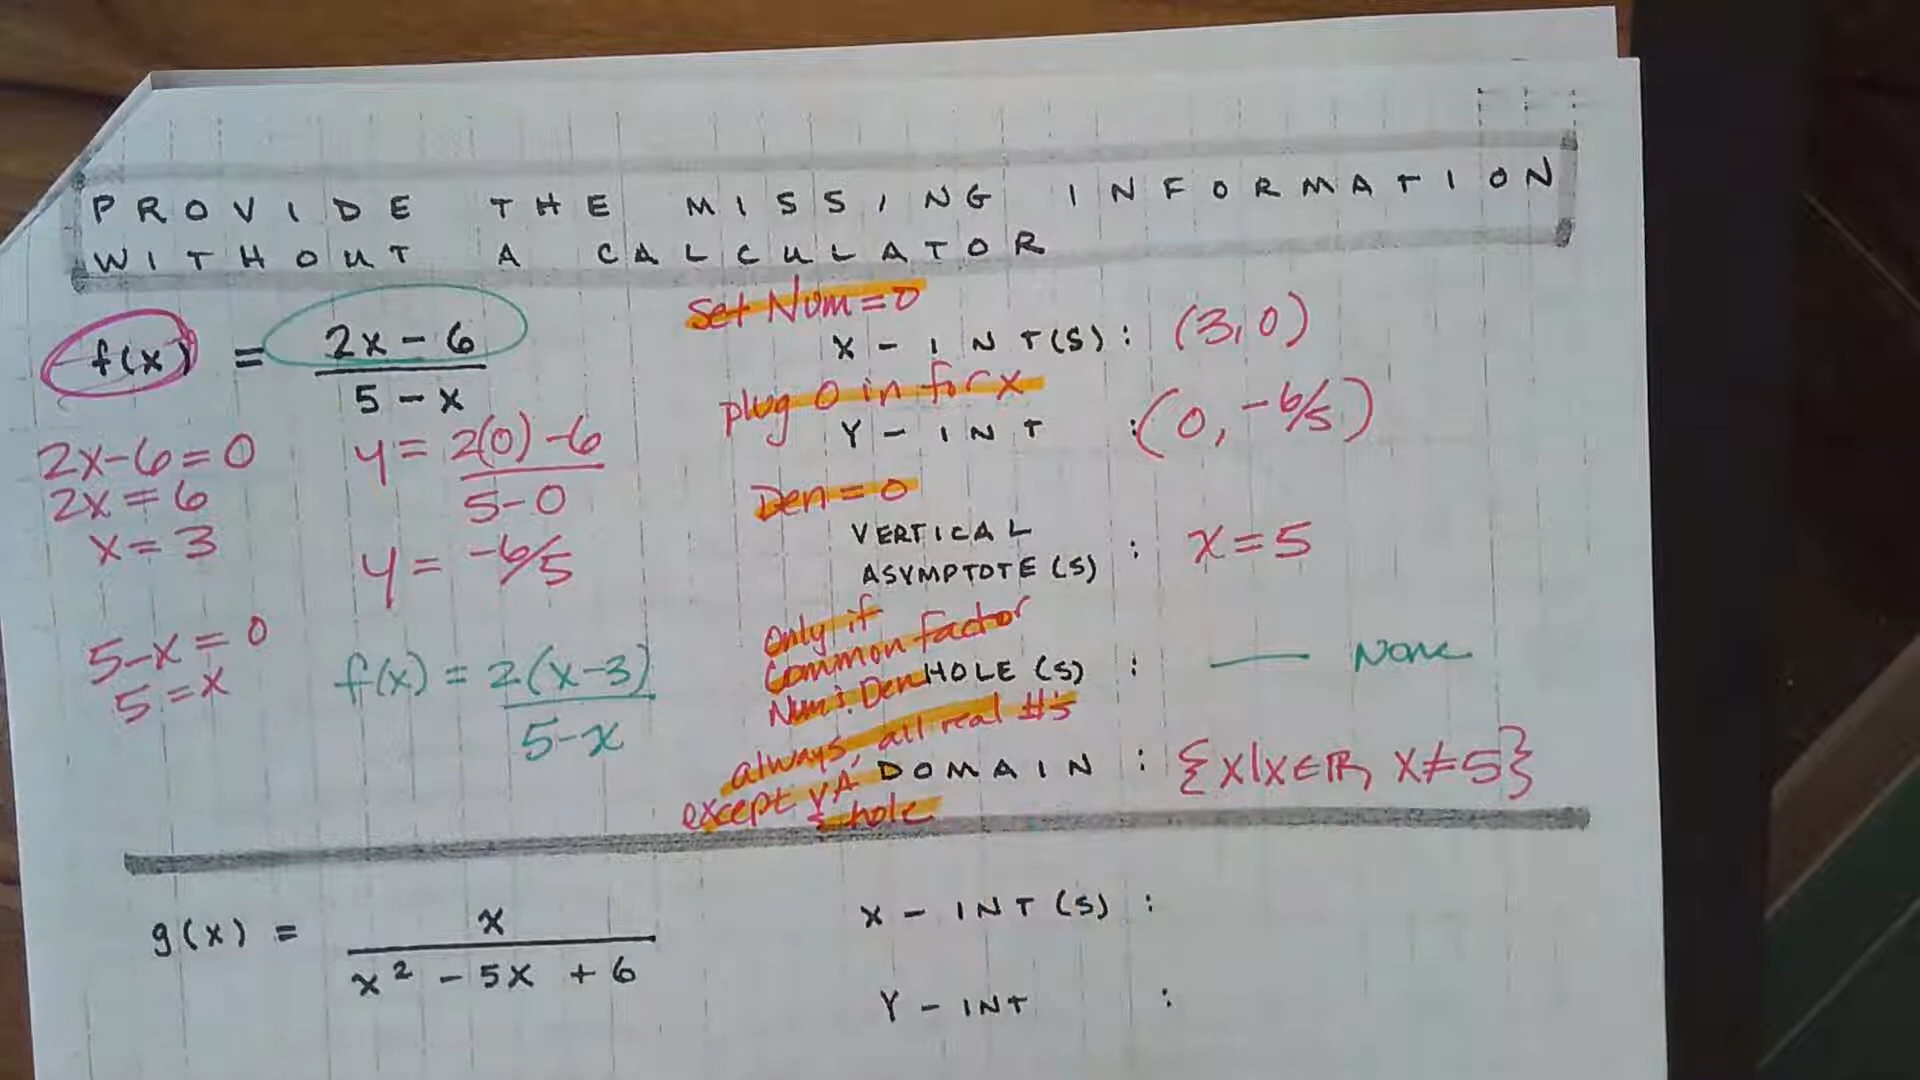 PROVIDE THE MISSING INFORMATION
WITHOUT A CALCULATOR
f(x) = 2x - 6
5 - x
2x-6=0
2x=6
x=3
y = 2(0)-6
5-0
y = -6/5
5-x=0
5=x
f(x) = 2(x-3)
5-x
Set Num=0
X-INT(S): (3,0)
plug 0 in for x
Y-INT : (0, -6/5)
Den=0
VERTICAL
ASYMPTOTE(S) : x=5
Only if
Common factor
Num & Den HOLE(S) : — None
always, all real #s
except VA DOMAIN : {x|x∈ℝ, x≠5}
& hole
g(x) = x
x² - 5x + 6
X-INT(S) :
Y-INT :